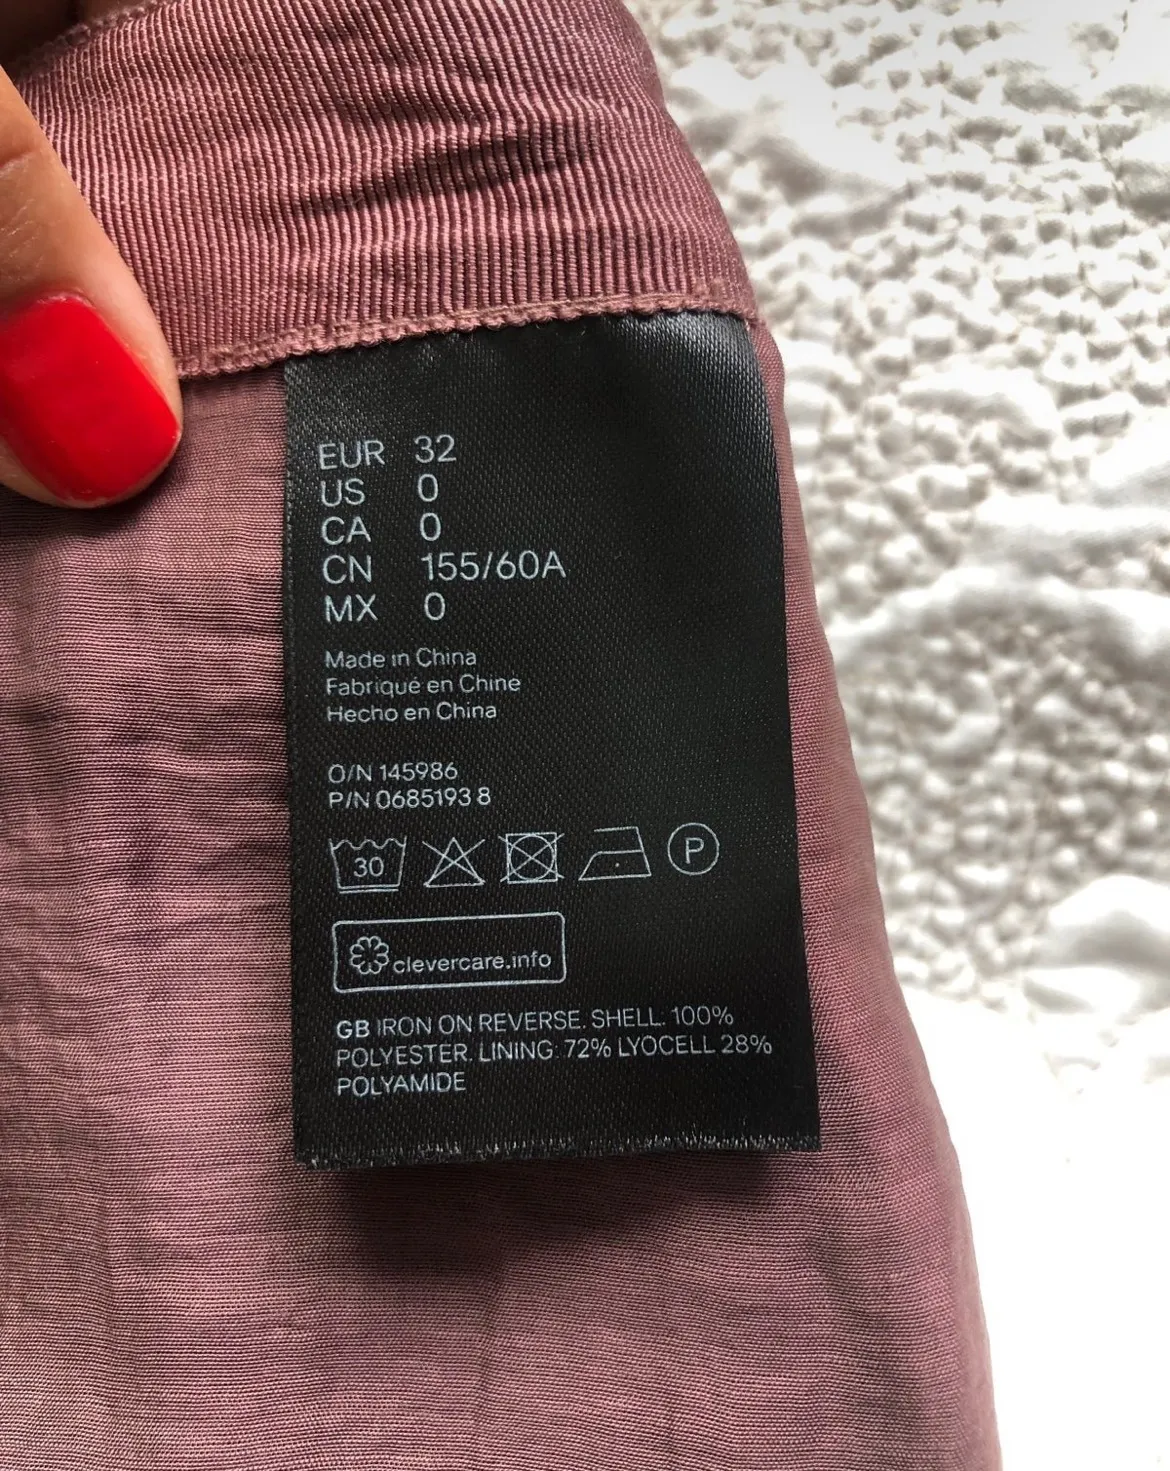 EUR 32
US 0
CA 0
CN 155/60A
MX 0
Made in China
Fabriqué en Chine
Hecho en China
O/N 145986
P/N 0685193 8
30 P
clevercare.info
GB IRON ON REVERSE. SHELL. 100%
POLYESTER. LINING: 72% LYOCELL 28%
POLYAMIDE